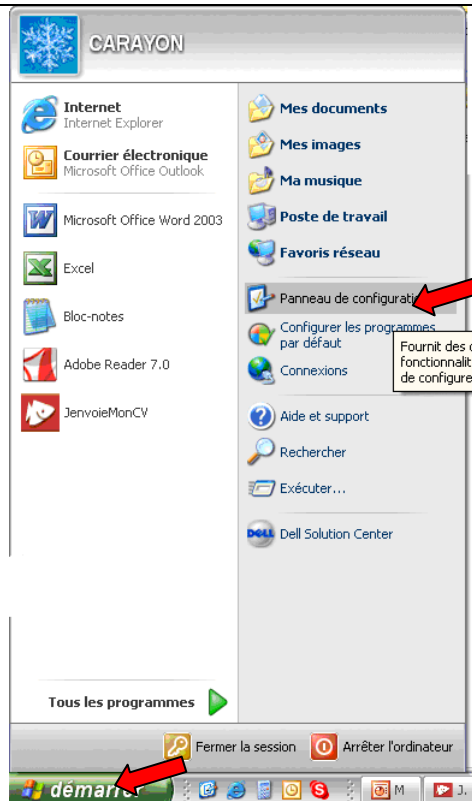 CARAYON
Internet
Internet Explorer
Courrier électronique
Microsoft Office Outlook
Microsoft Office Word 2003
Excel
Bloc-notes
Adobe Reader 7.0
JenvoieMonCV
Tous les programmes
Mes documents
Mes images
Ma musique
Poste de travail
Favoris réseau
Panneau de configurati
Configurer les programmes
par défaut
Connexions
Fournit des
fonctionnalit
de configure
Aide et support
Rechercher
Exécuter...
DELL Dell Solution Center
Fermer la session
Arrêter l'ordinateur
démarrer
M
J